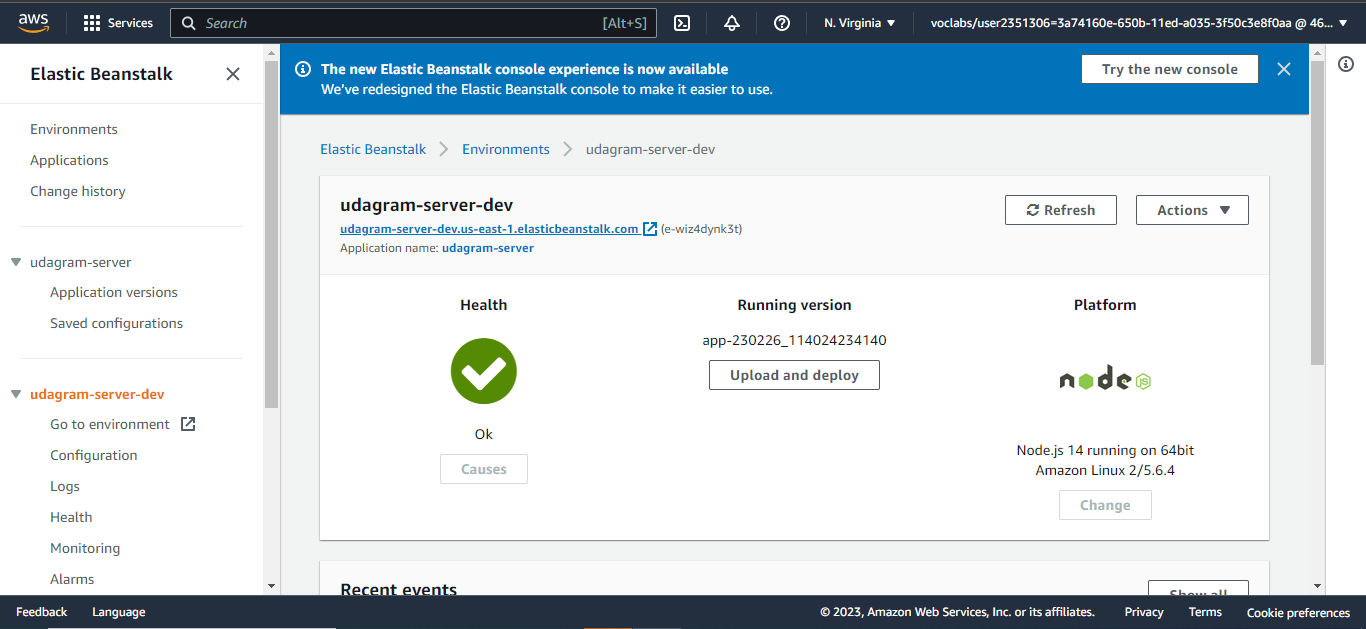 aws
Services
Search
[Alt+S]
N. Virginia
voclabs/user2351306=3a74160e-650b-11ed-a035-3f50c3e8f0aa @ 46...
Elastic Beanstalk
Environments
Applications
Change history
udagram-server
Application versions
Saved configurations
udagram-server-dev
Go to environment
Configuration
Logs
Health
Monitoring
Alarms
The new Elastic Beanstalk console experience is now available
We've redesigned the Elastic Beanstalk console to make it easier to use.
Try the new console
Elastic Beanstalk
Environments
udagram-server-dev
udagram-server-dev
udagram-server-dev.us-east-1.elasticbeanstalk.com (e-wiz4dynk3t)
Application name: udagram-server
Refresh
Actions
Health
Ok
Causes
Running version
app-230226_114024234140
Upload and deploy
Platform
node JS
Node.js 14 running on 64bit
Amazon Linux 2/5.6.4
Change
Recent events
Show all
Feedback
Language
© 2023, Amazon Web Services, Inc. or its affiliates.
Privacy
Terms
Cookie preferences